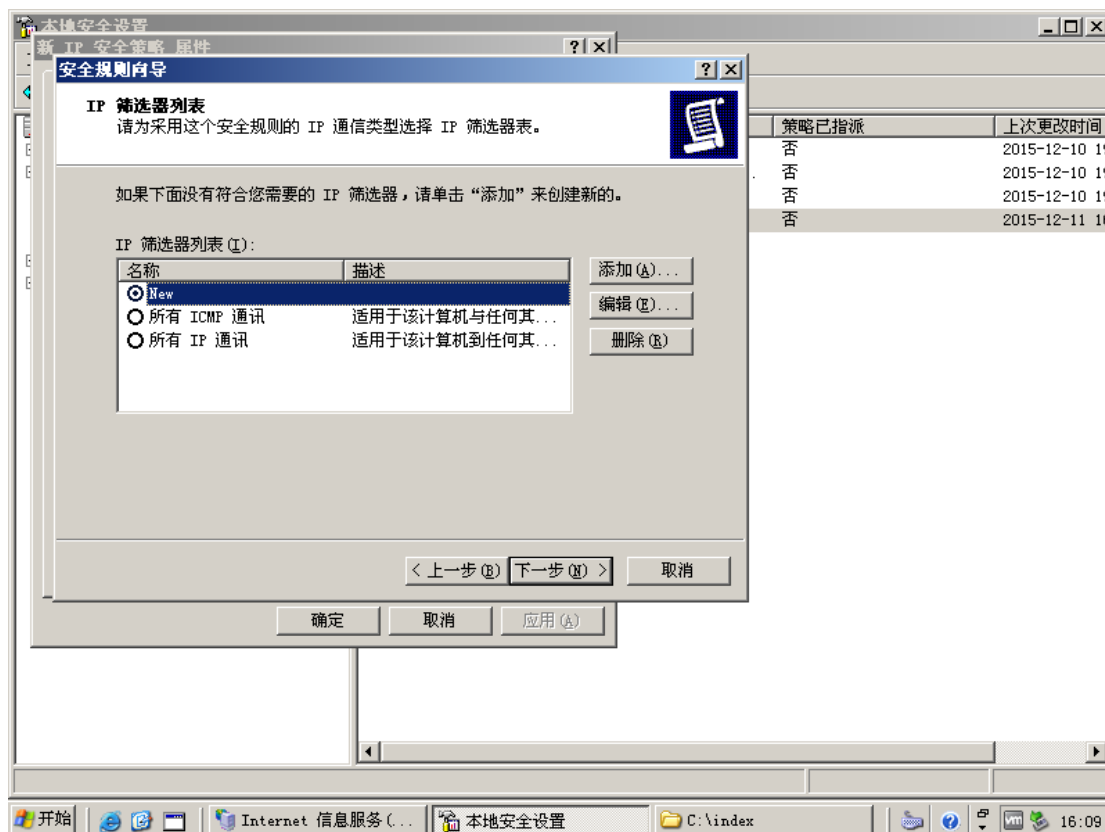 本地安全设置
新 IP 安全策略 属性
安全规则向导
IP 筛选器列表
请为采用这个安全规则的 IP 通信类型选择 IP 筛选器表。
策略已指派 上次更改时间
否 2015-12-10 19
否 2015-12-10 19
否 2015-12-10 19
否 2015-12-11 16
如果下面没有符合您需要的 IP 筛选器，请单击“添加”来创建新的。
IP 筛选器列表(I):
名称 描述
New
所有 ICMP 通讯 适用于该计算机与任何其...
所有 IP 通讯 适用于该计算机到任何其...
添加(A)...
编辑(E)...
删除(R)
< 上一步(B) 下一步(N) > 取消
确定 取消 应用(A)
开始 Internet 信息服务(... 本地安全设置 C:\index 16:09